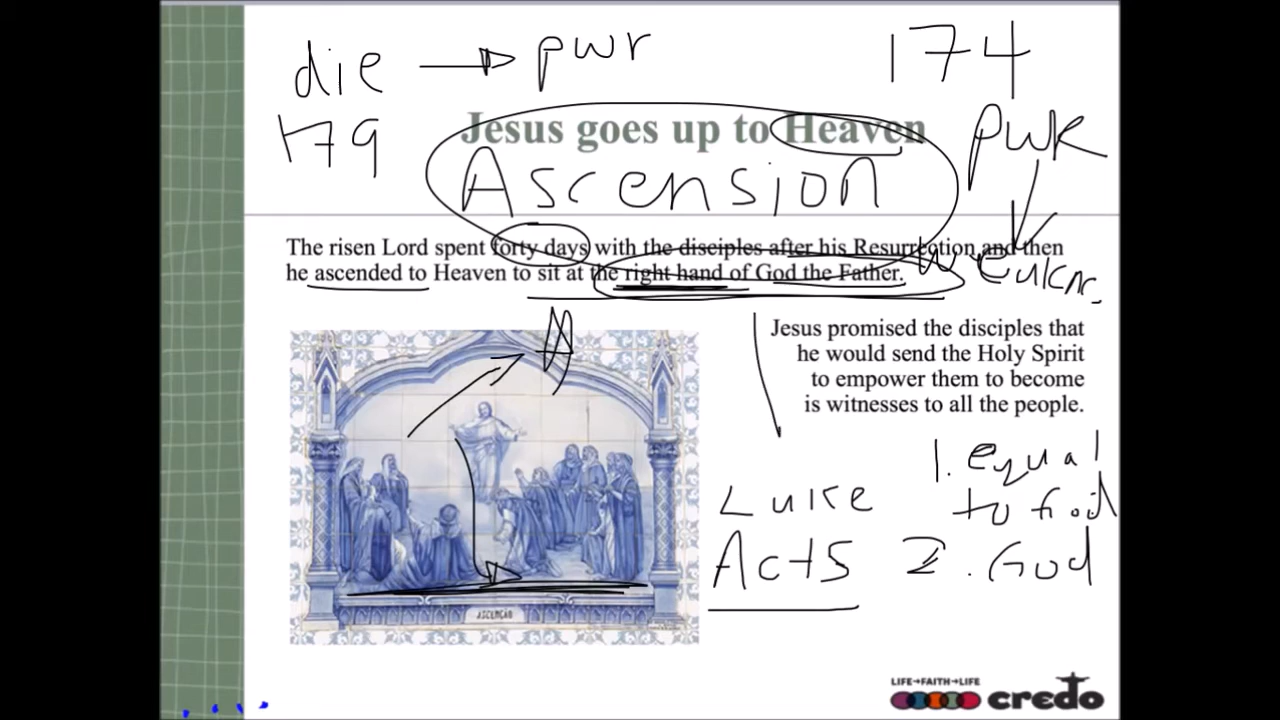 die → pwr
174
179
Jesus goes up to Heaven
Ascension
pwr
The risen Lord spent forty days with the disciples after his Resurrection and then
he ascended to Heaven to sit at the right hand of God the Father.
Jesus promised the disciples that
he would send the Holy Spirit
to empower them to become
is witnesses to all the people.
1. equal
to God
Luke
Acts
2. God
ASCENÇÃO
LIFE→FAITH→LIFE
credo